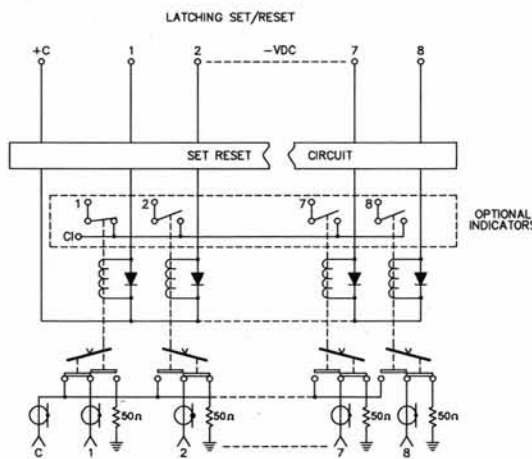 LATCHING SET/RESET
+C 1 2 -VDC 7 8
SET RESET CIRCUIT
1 2 7 8
CI
OPTIONAL
INDICATORS
50Ω 50Ω 50Ω 50Ω
C 1 2 7 8